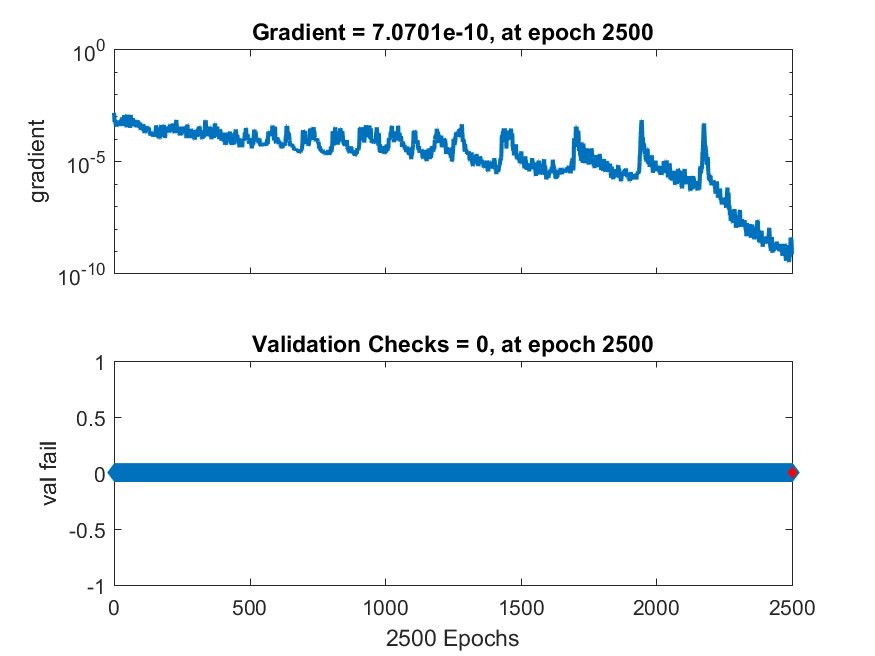 Gradient = 7.0701e-10, at epoch 2500
10^0
10^-5
10^-10
gradient
Validation Checks = 0, at epoch 2500
1
0.5
0
-0.5
-1
val fail
0 500 1000 1500 2000 2500
2500 Epochs